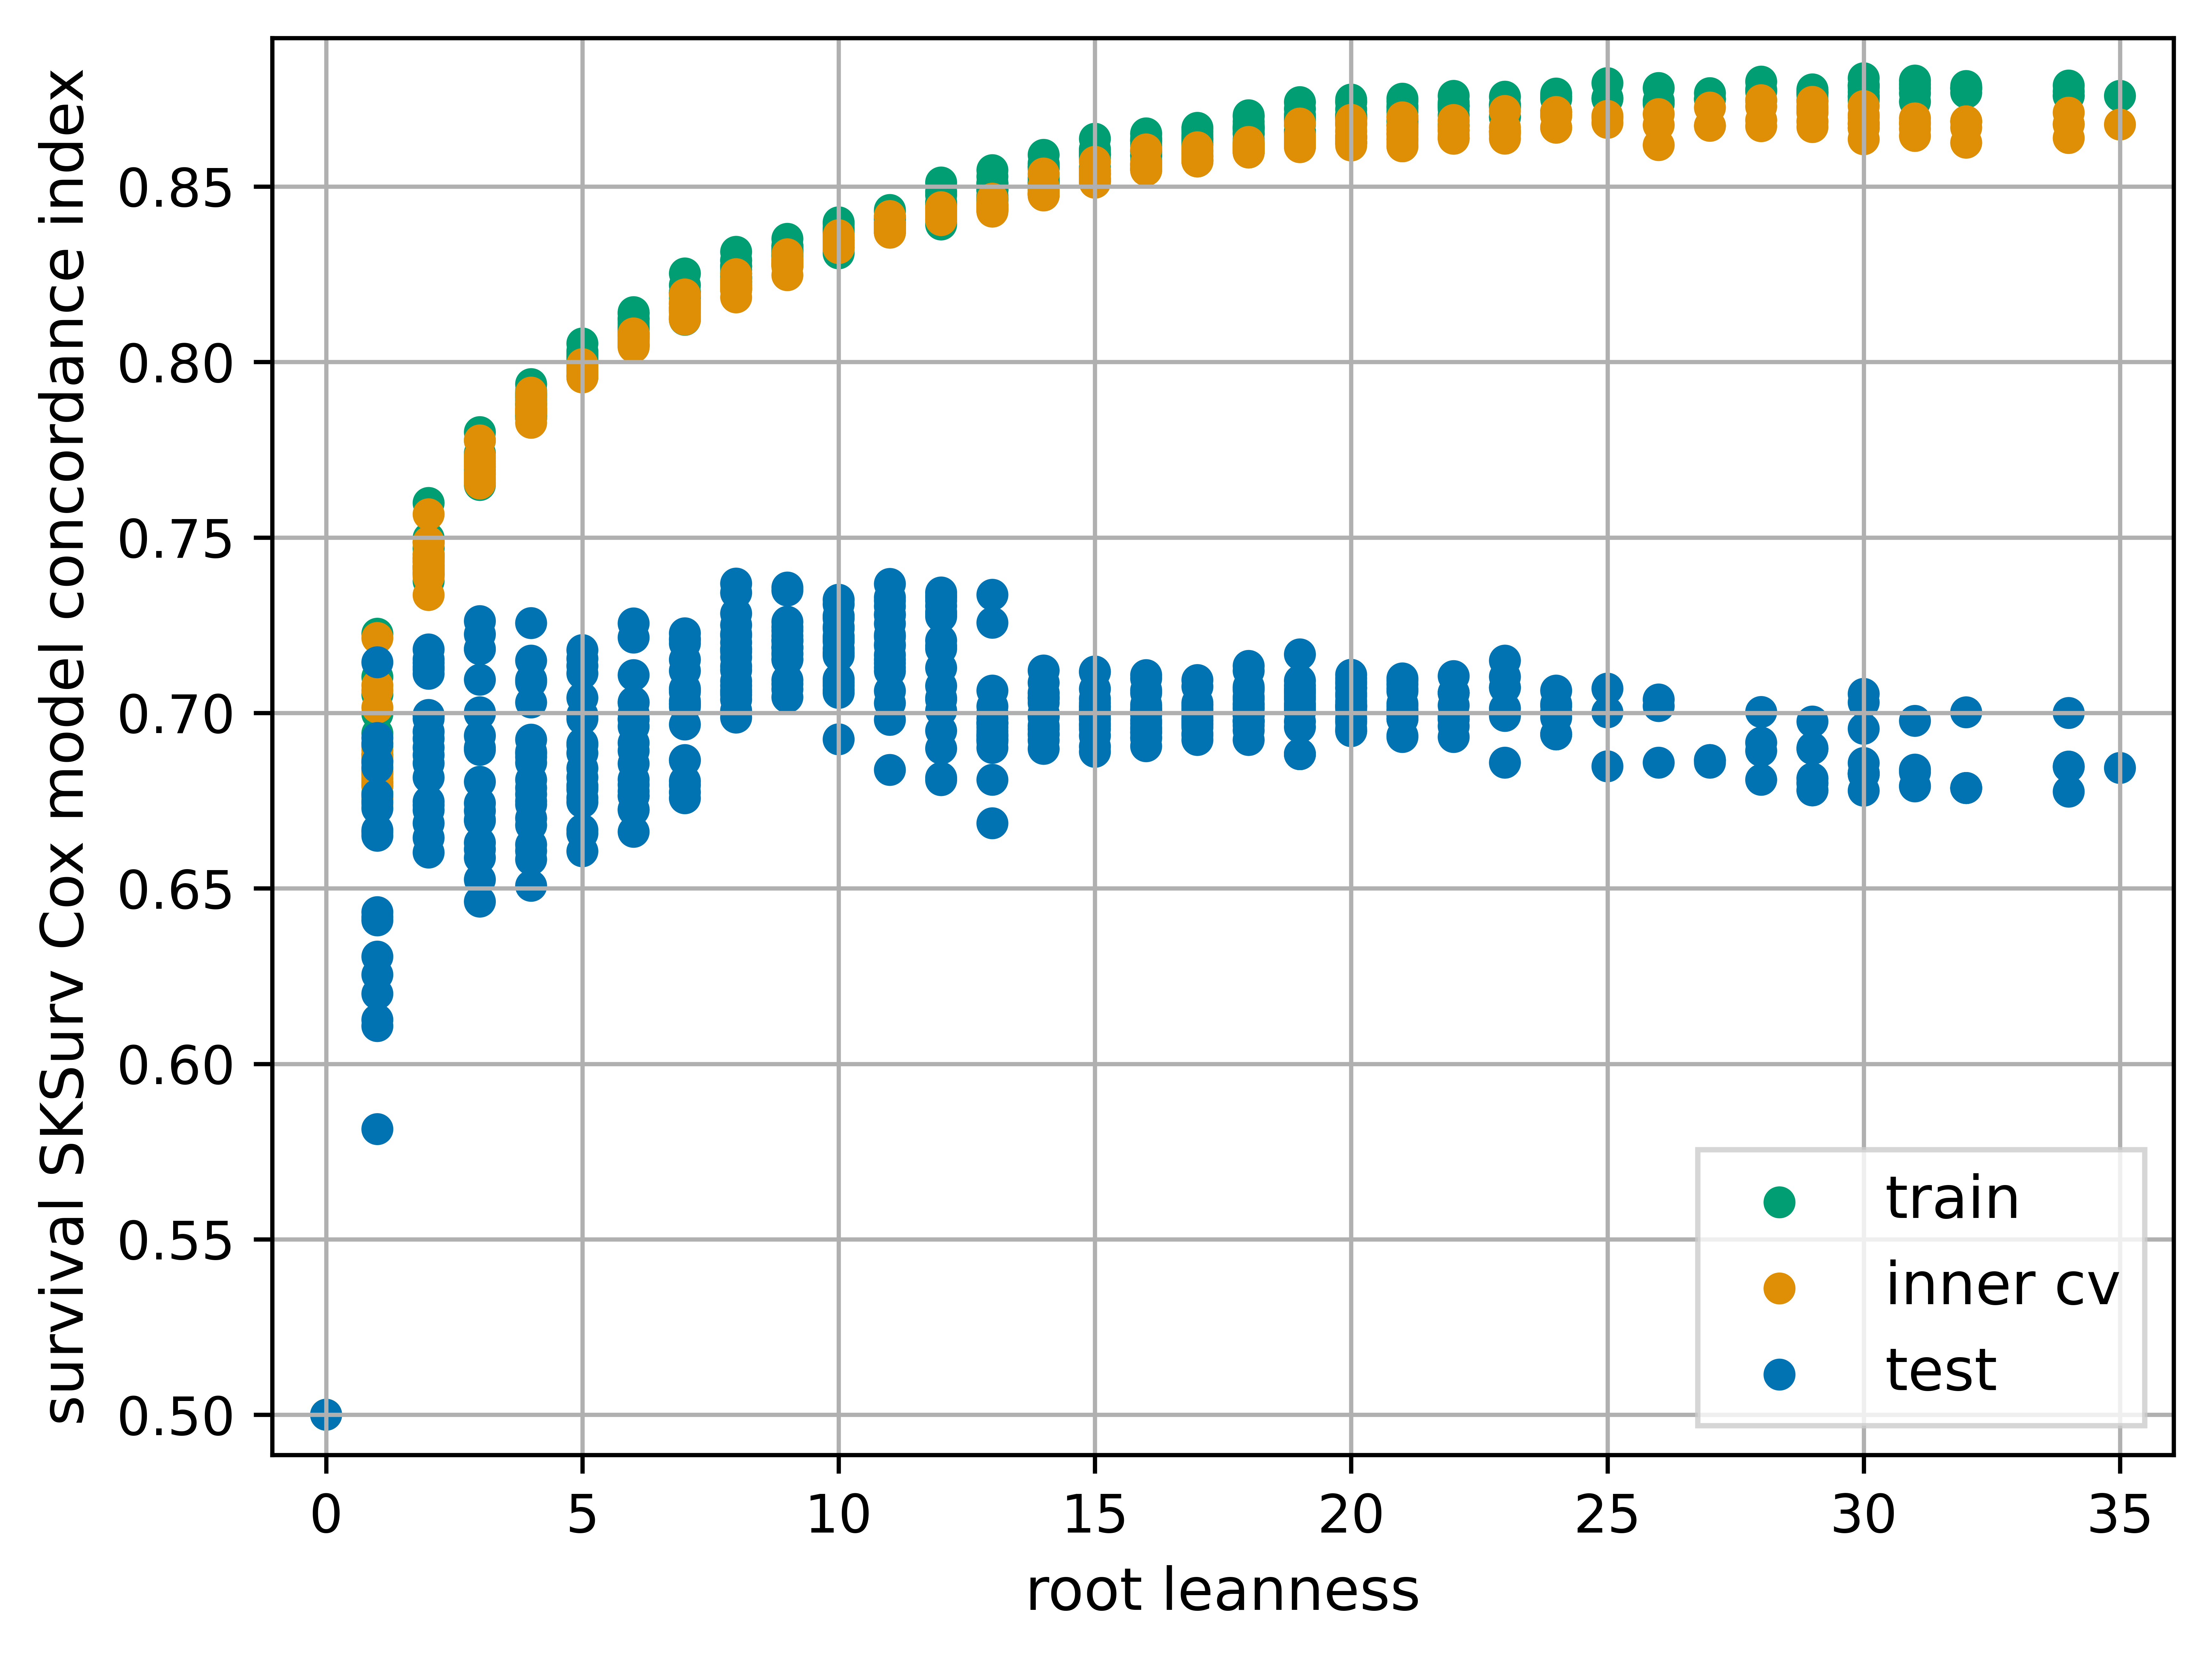 survival SKSurv Cox model concordance index
0.85
0.80
0.75
0.70
0.65
0.60
0.55
0.50
train
inner cv
test
0 5 10 15 20 25 30 35
root leanness